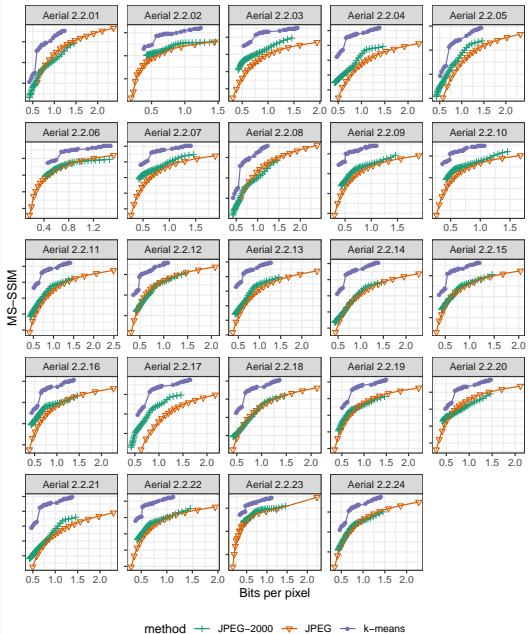 Aerial 2.2.01 Aerial 2.2.02 Aerial 2.2.03 Aerial 2.2.04 Aerial 2.2.05
0.5 1.0 1.5 2.0 0.5 1.0 1.5 0.5 1.0 1.5 2.0 0.5 1.0 1.5 2.0 0.5 1.0 1.5 2.0
Aerial 2.2.06 Aerial 2.2.07 Aerial 2.2.08 Aerial 2.2.09 Aerial 2.2.10
0.4 0.8 1.2 0.5 1.0 1.5 0.5 1.0 1.5 2.0 2.5 0.5 1.0 1.5 0.5 1.0 1.5
Aerial 2.2.11 Aerial 2.2.12 Aerial 2.2.13 Aerial 2.2.14 Aerial 2.2.15
0.5 1.0 1.5 2.0 2.5 0.5 1.0 1.5 2.0 0.5 1.0 1.5 2.0 0.5 1.0 1.5 2.0 0.5 1.0 1.5 2.0
Aerial 2.2.16 Aerial 2.2.17 Aerial 2.2.18 Aerial 2.2.19 Aerial 2.2.20
0.5 1.0 1.5 2.0 0.5 1.0 1.5 2.0 0.5 1.0 1.5 2.0 0.5 1.0 1.5 2.0 0.5 1.0 1.5 2.0
Aerial 2.2.21 Aerial 2.2.22 Aerial 2.2.23 Aerial 2.2.24
0.5 1.0 1.5 2.0 0.5 1.0 1.5 0.5 1.0 1.5 2.0 2.5 0.5 1.0 1.5 2.0
MS−SSIM
Bits per pixel
method JPEG−2000 JPEG k−means